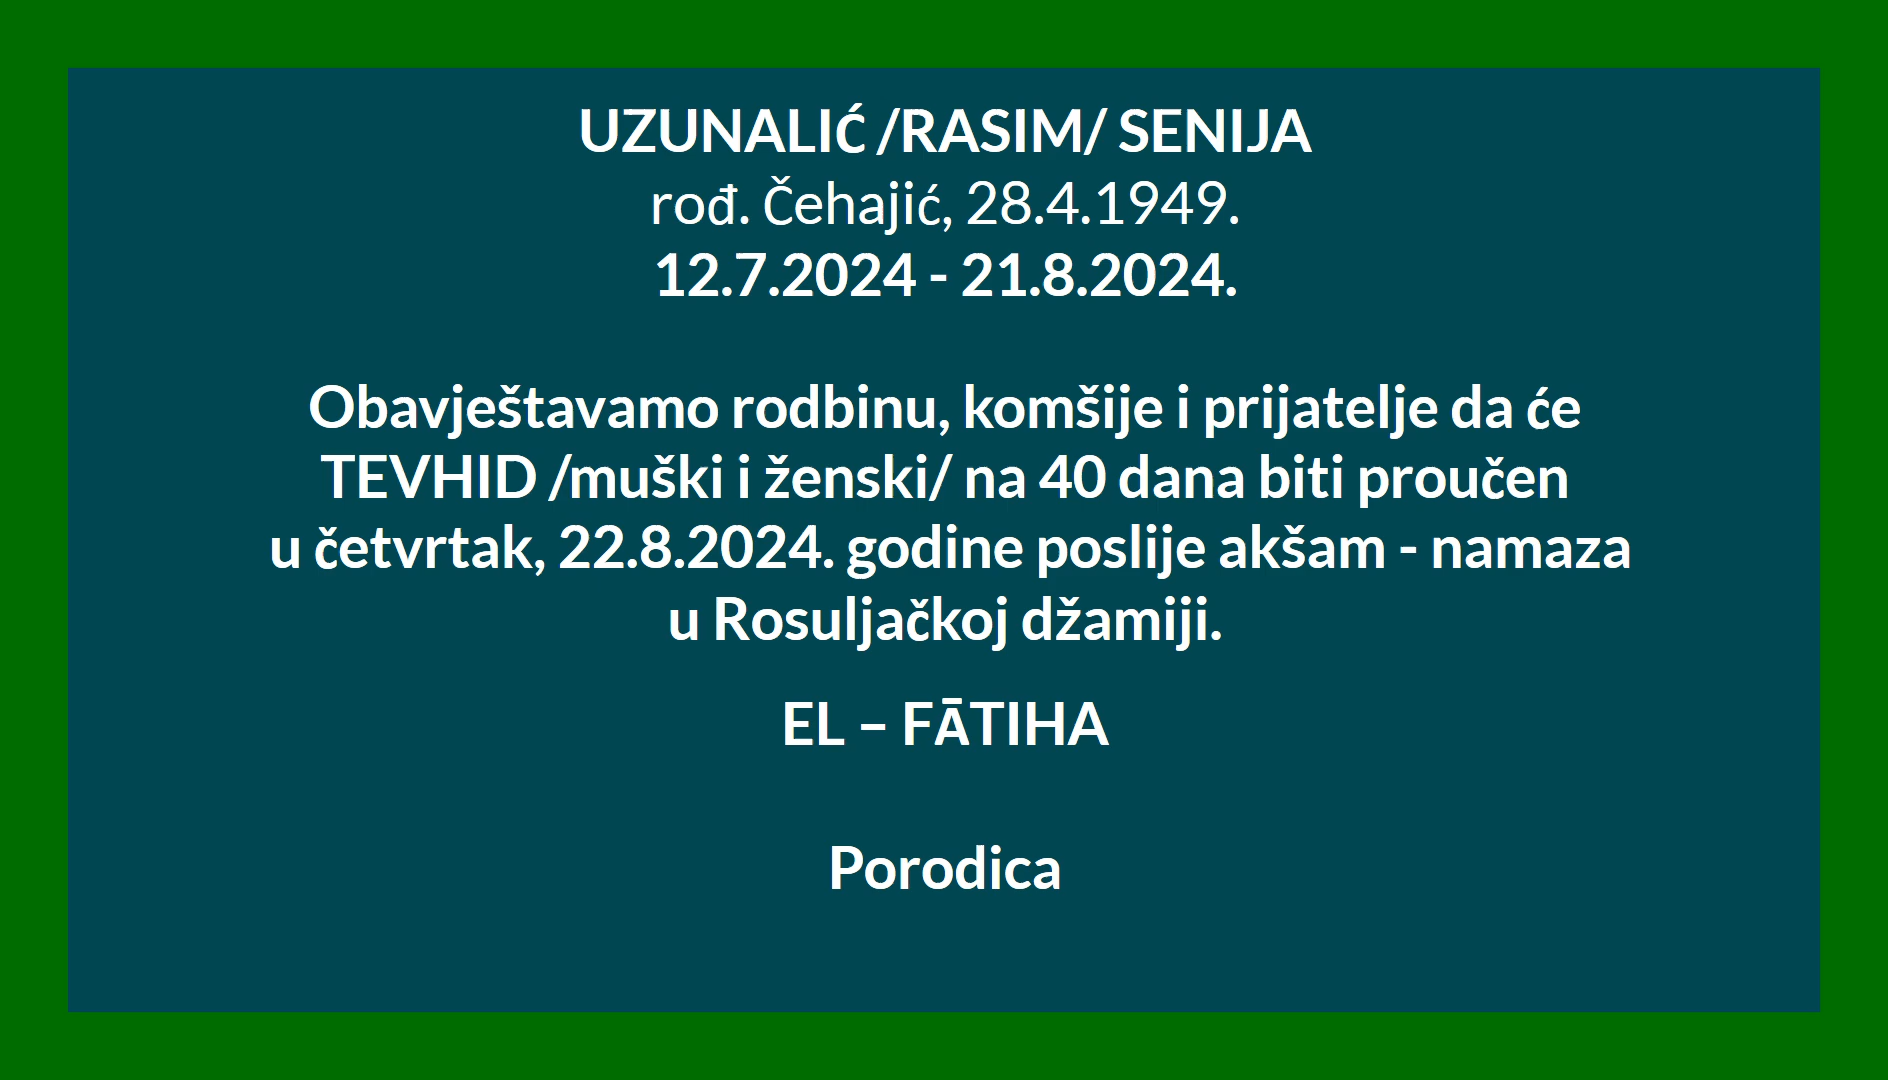 UZUNALIĆ /RASIM/ SENIJA
rođ. Čehajić, 28.4.1949.
12.7.2024 - 21.8.2024.
Obavještavamo rodbinu, komšije i prijatelje da će
TEVHID /muški i ženski/ na 40 dana biti proučen
u četvrtak, 22.8.2024. godine poslije akšam - namaza
u Rosuljačkoj džamiji.
EL – FĀTIHA
Porodica